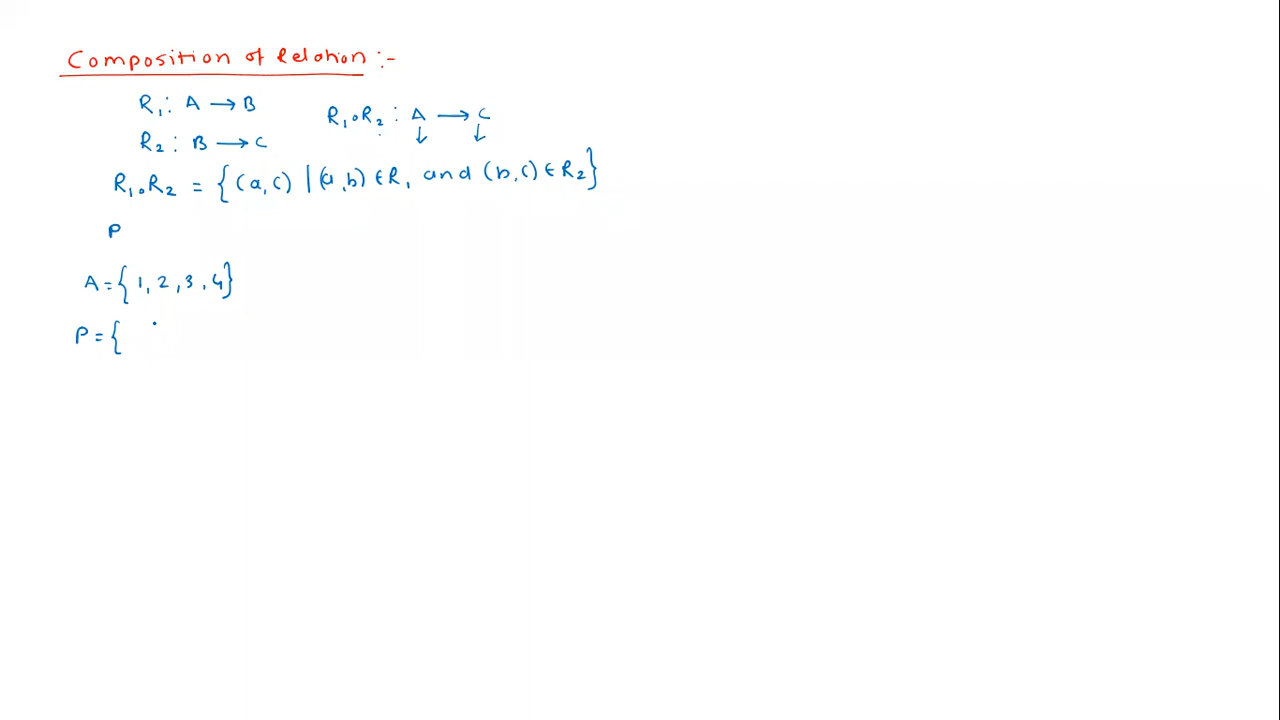 Composition of Relation :-
R₁ : A → B
R₁∘R₂ : A → C
↓ ↓
R₂ : B → C
R₁∘R₂ = {(a,c) | (a,b) ∈ R₁ and (b,c) ∈ R₂}
P
A = {1, 2, 3, 4}
P = {